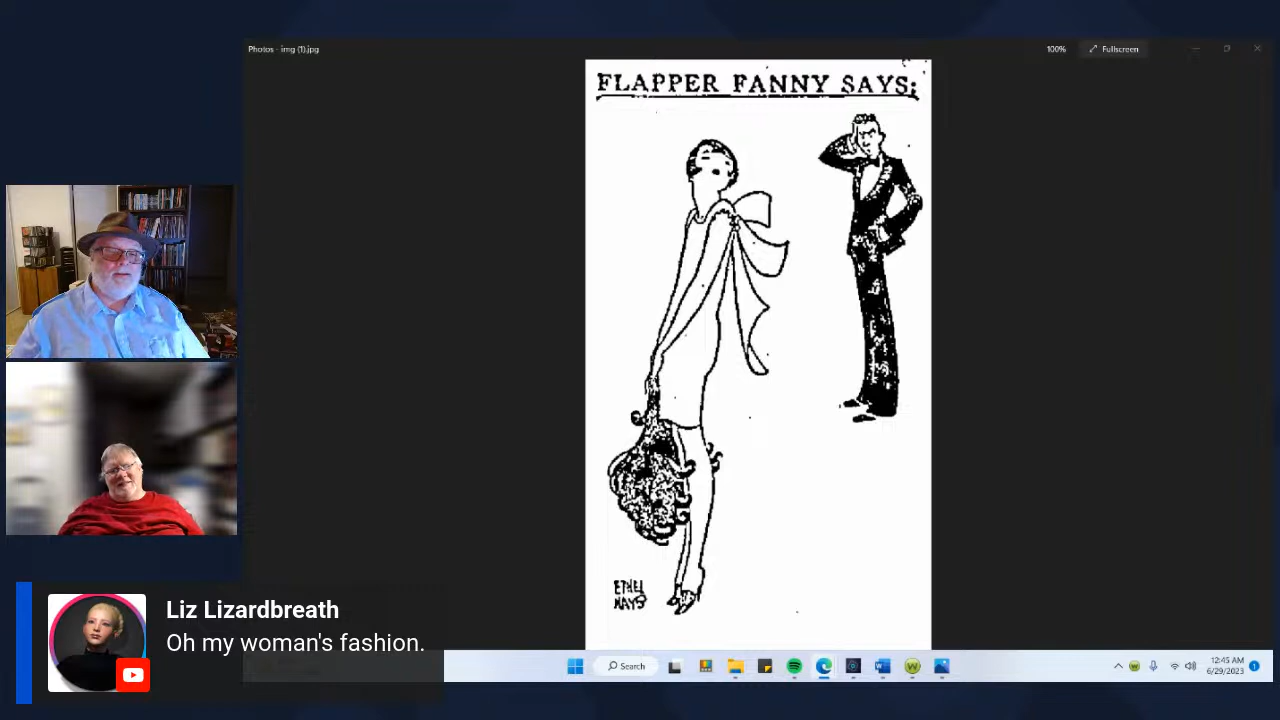 Photos - img (1).jpg
100%
Fullscreen
FLAPPER FANNY SAYS:
ETHEL
HAYS
Liz Lizardbreath
Oh my woman's fashion.
Search
12:45 AM
6/29/2023
1